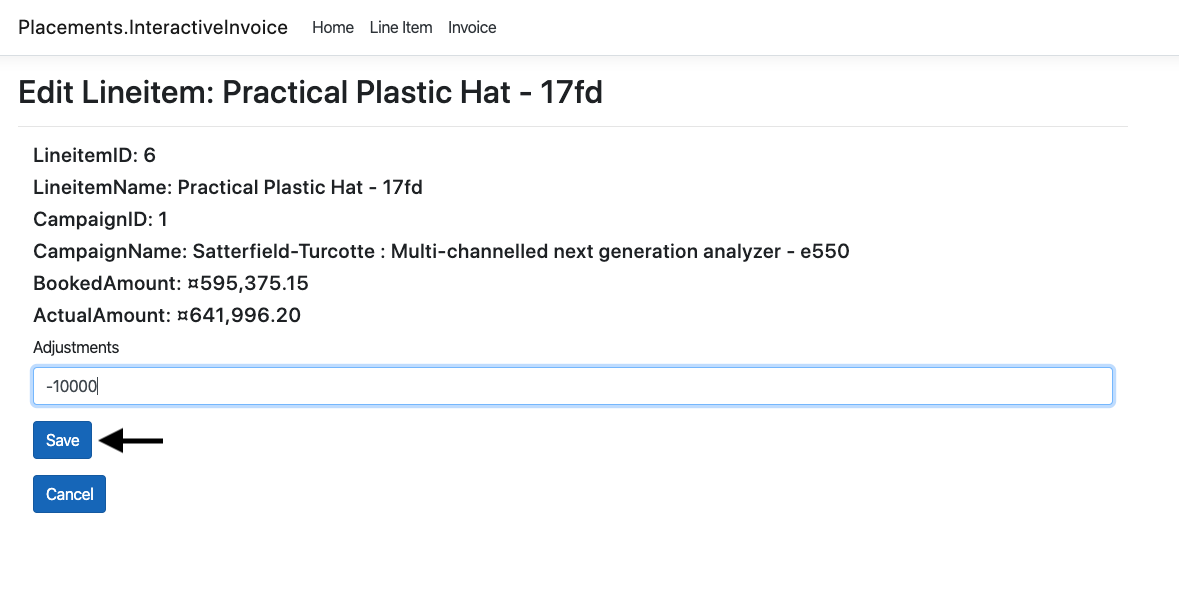 Placements.InteractiveInvoice Home Line Item Invoice
Edit Lineitem: Practical Plastic Hat - 17fd
LineitemID: 6
LineitemName: Practical Plastic Hat - 17fd
CampaignID: 1
CampaignName: Satterfield-Turcotte : Multi-channelled next generation analyzer - e550
BookedAmount: ¤595,375.15
ActualAmount: ¤641,996.20
Adjustments
-10000
Save
Cancel